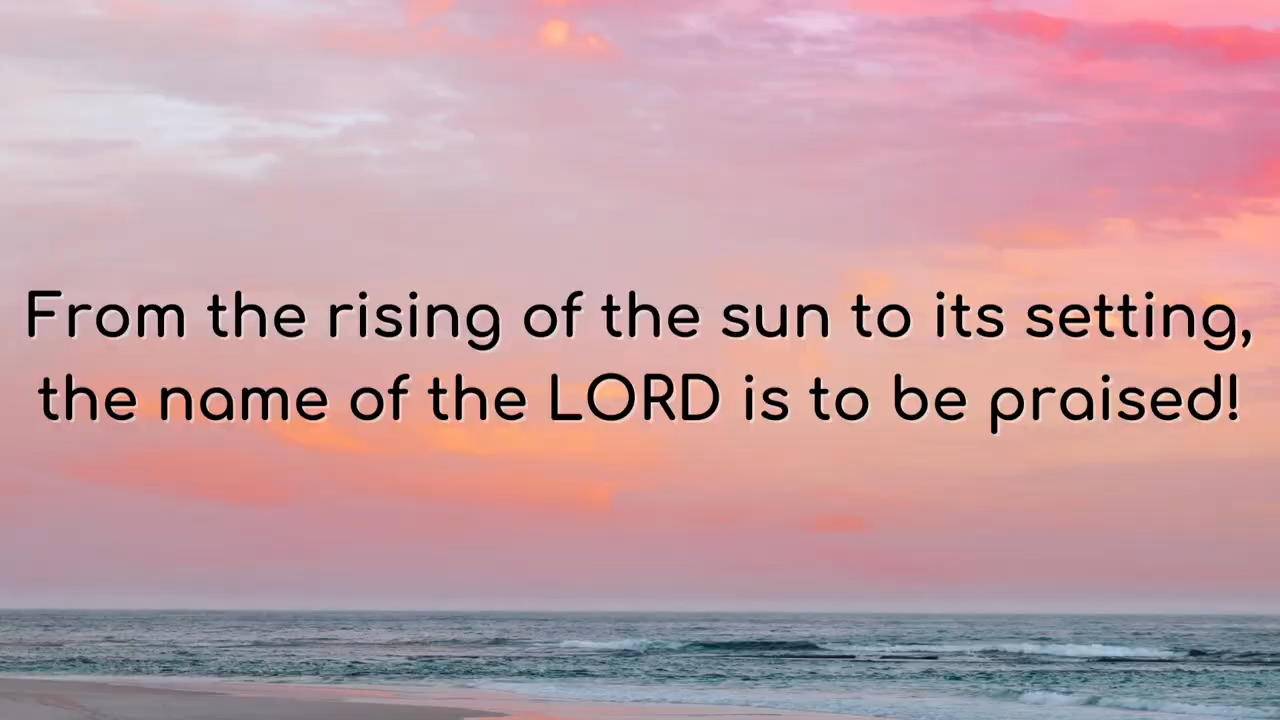 From the rising of the sun to its setting,
the name of the LORD is to be praised!